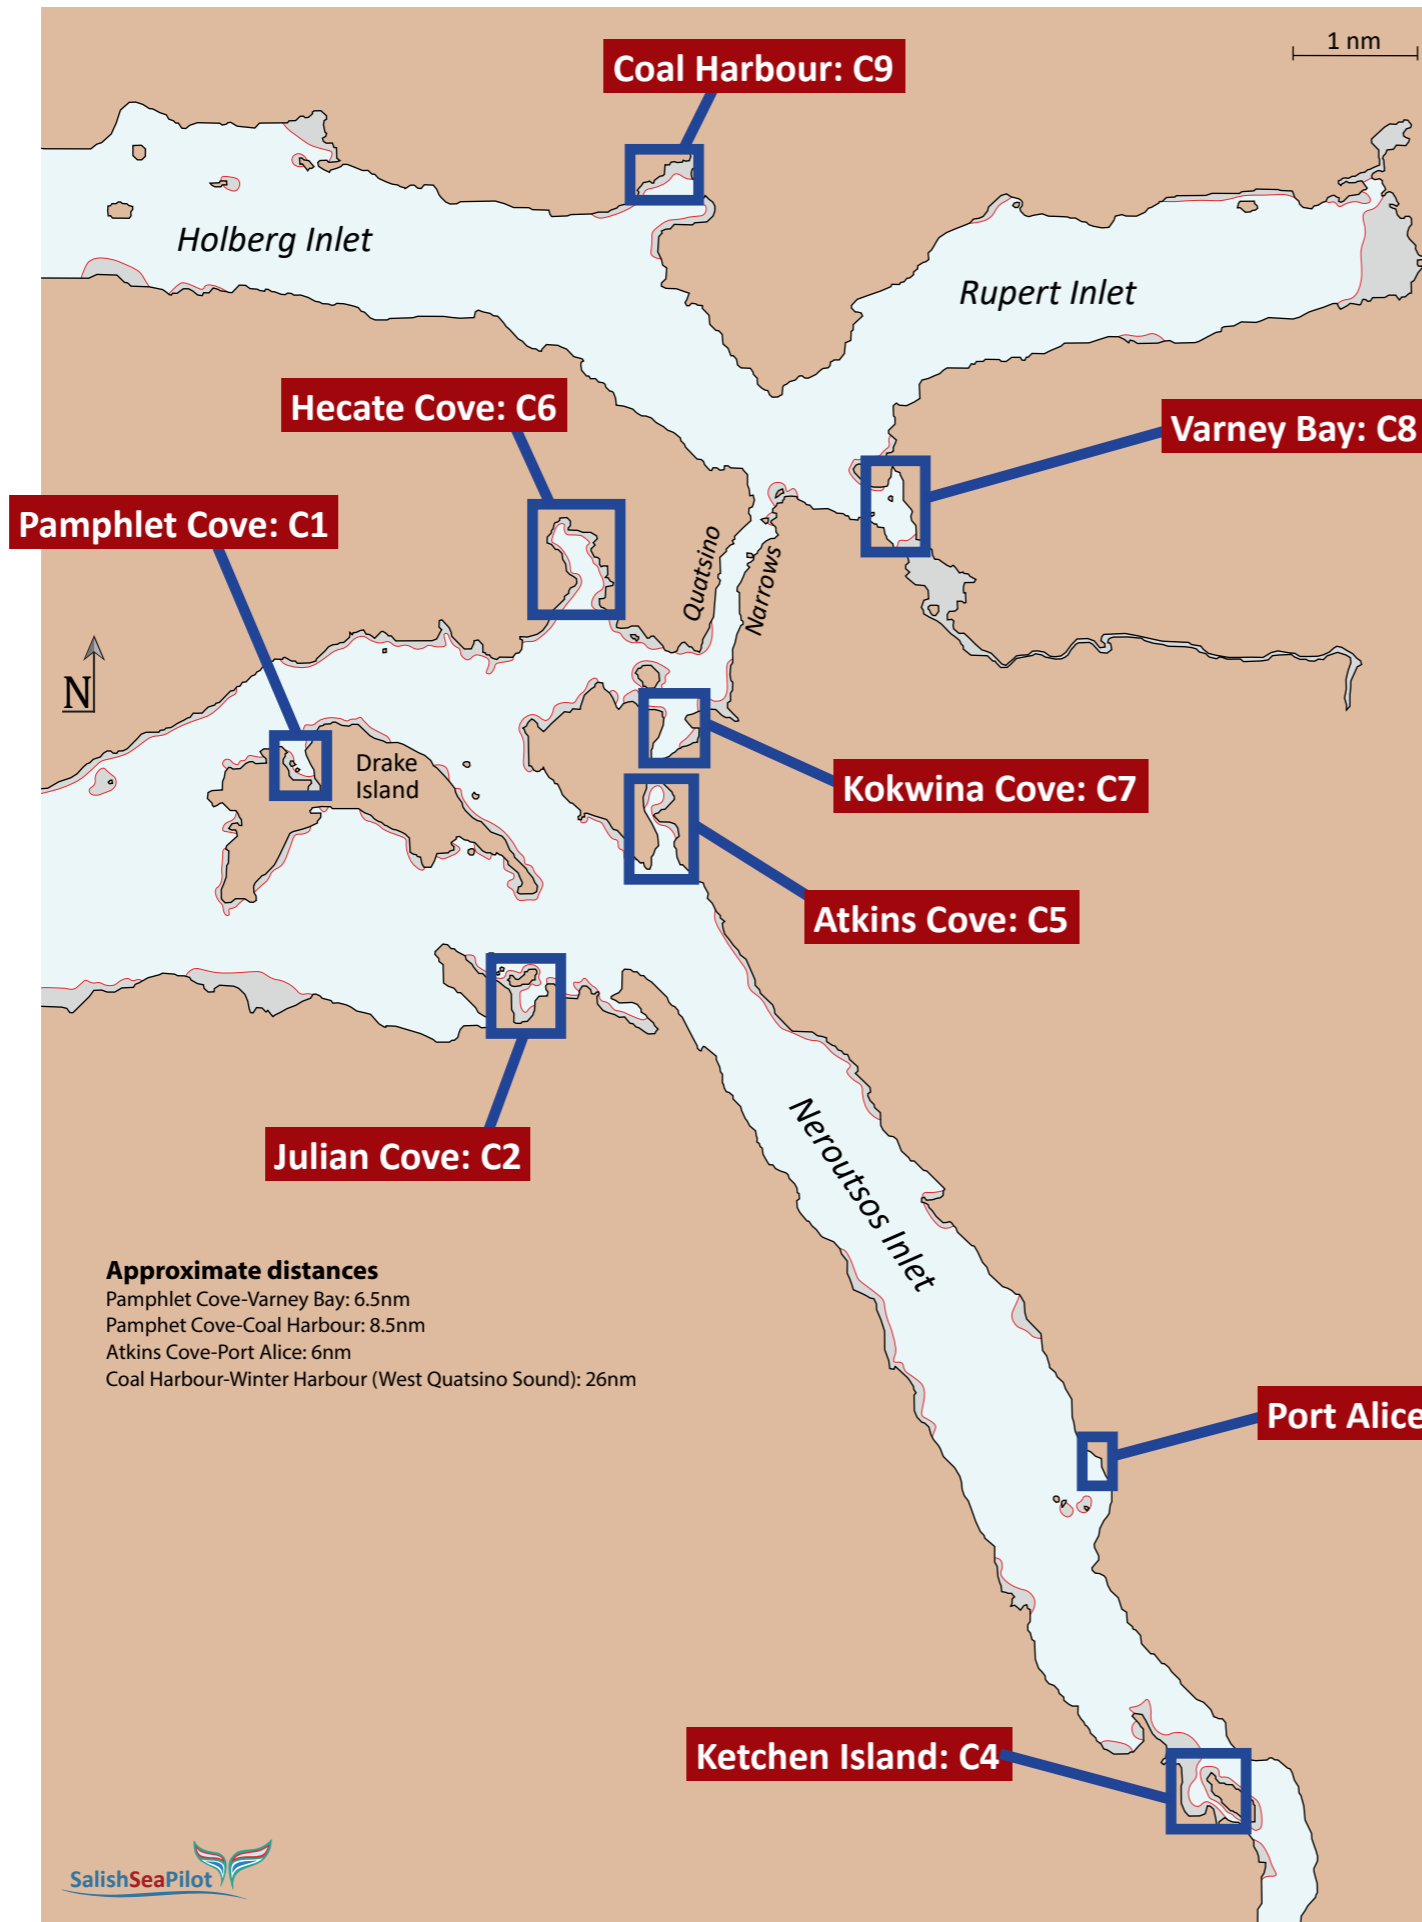 1 nm
Coal Harbour: C9
Holberg Inlet
Rupert Inlet
Hecate Cove: C6
Varney Bay: C8
Pamphlet Cove: C1
Quatsino
Narrows
N
Drake
Island
Kokwina Cove: C7
Atkins Cove: C5
Julian Cove: C2
Neroutsos Inlet
Approximate distances
Pamphlet Cove-Varney Bay: 6.5nm
Pamphet Cove-Coal Harbour: 8.5nm
Atkins Cove-Port Alice: 6nm
Coal Harbour-Winter Harbour (West Quatsino Sound): 26nm
Port Alice
Ketchen Island: C4
SalishSeaPilot